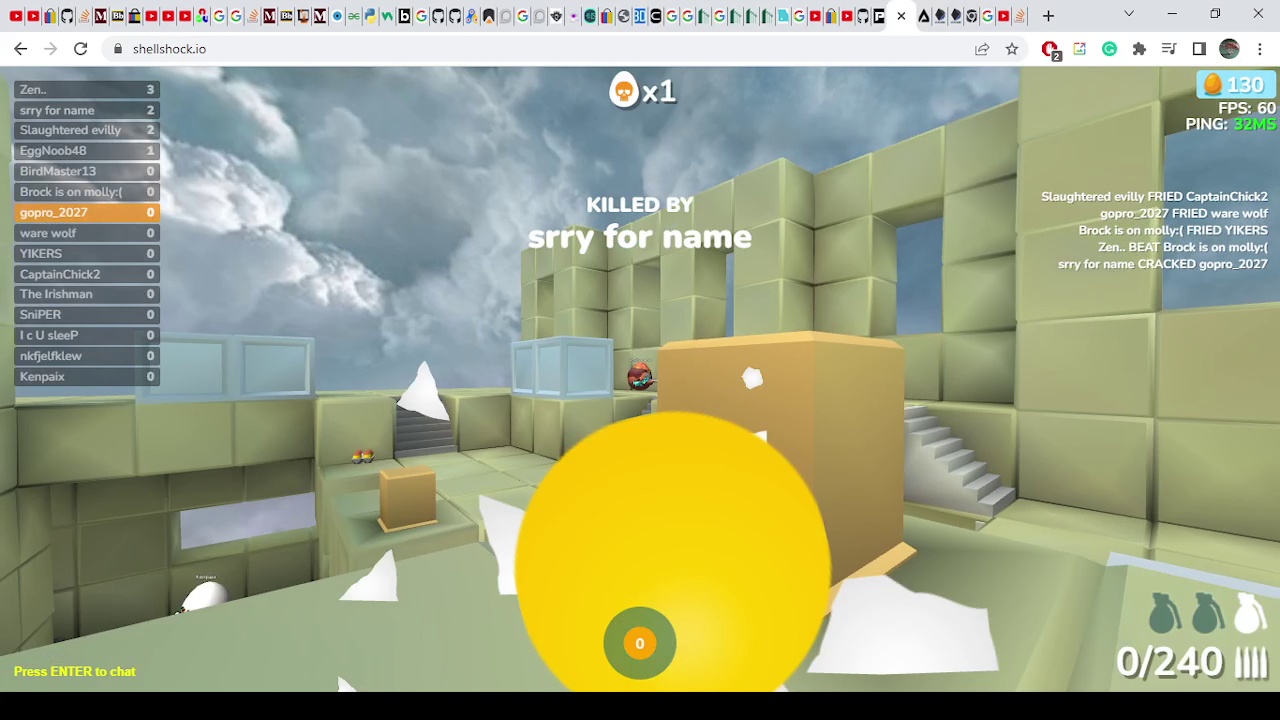 shellshock.io
2
Zen.. 3
srry for name 2
Slaughtered evilly 2
EggNoob48 1
BirdMaster13 0
Brock is on molly:( 0
gopro_2027 0
ware wolf 0
YIKERS 0
CaptainChick2 0
The Irishman 0
SniPER 0
I c U sleeP 0
nkfjelfklew 0
Kenpaix 0
x1
130
FPS: 60
PING: 32MS
KILLED BY
srry for name
Slaughtered evilly FRIED CaptainChick2
gopro_2027 FRIED ware wolf
Brock is on molly:( FRIED YIKERS
Zen.. BEAT Brock is on molly:(
srry for name CRACKED gopro_2027
0
Press ENTER to chat
0/240